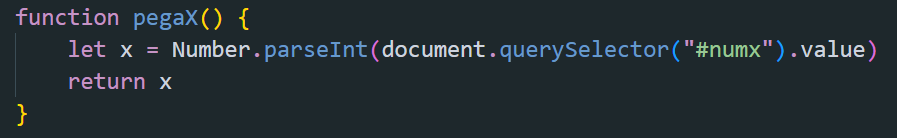 function pegaX() {
    let x = Number.parseInt(document.querySelector("#numx").value)
    return x
}